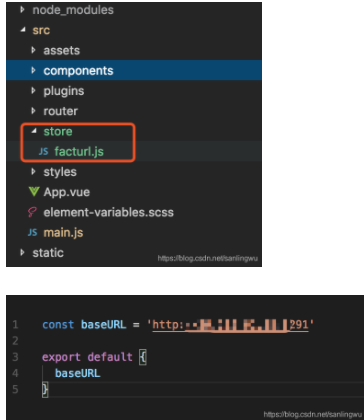 node_modules
src
assets
components
plugins
router
store
JS facturl.js
styles
App.vue
element-variables.scss
JS main.js
static
https://blog.csdn.net/sanlingwu
1 const baseURL = 'http: 291'
2
3 export default {
4 baseURL
5 }
https://blog.csdn.net/sanlingwu